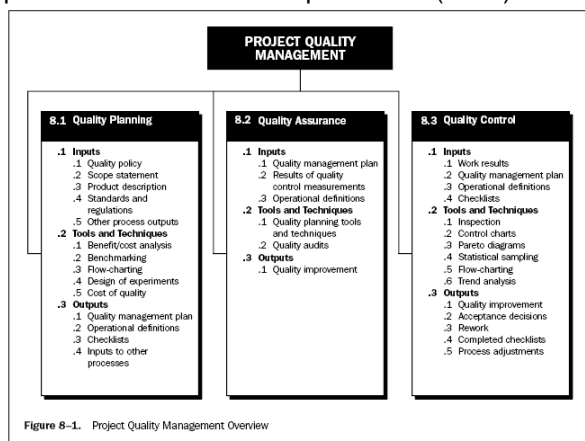 PROJECT QUALITY
MANAGEMENT
8.1 Quality Planning
.1 Inputs
.1 Quality policy
.2 Scope statement
.3 Product description
.4 Standards and
regulations
.5 Other process outputs
.2 Tools and Techniques
.1 Benefit/cost analysis
.2 Benchmarking
.3 Flow-charting
.4 Design of experiments
.5 Cost of quality
.3 Outputs
.1 Quality management plan
.2 Operational definitions
.3 Checklists
.4 Inputs to other
processes
8.2 Quality Assurance
.1 Inputs
.1 Quality management plan
.2 Results of quality
control measurements
.3 Operational definitions
.2 Tools and Techniques
.1 Quality planning tools
and techniques
.2 Quality audits
.3 Outputs
.1 Quality improvement
8.3 Quality Control
.1 Inputs
.1 Work results
.2 Quality management plan
.3 Operational definitions
.4 Checklists
.2 Tools and Techniques
.1 Inspection
.2 Control charts
.3 Pareto diagrams
.4 Statistical sampling
.5 Flow-charting
.6 Trend analysis
.3 Outputs
.1 Quality improvement
.2 Acceptance decisions
.3 Rework
.4 Completed checklists
.5 Process adjustments
Figure 8–1. Project Quality Management Overview